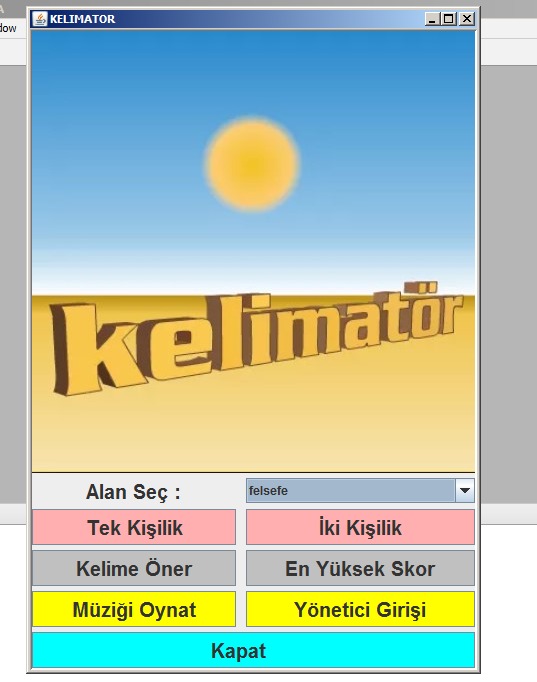 A
dow
KELIMATOR
kelimatör
Alan Seç :
felsefe
Tek Kişilik
İki Kişilik
Kelime Öner
En Yüksek Skor
Müziği Oynat
Yönetici Girişi
Kapat